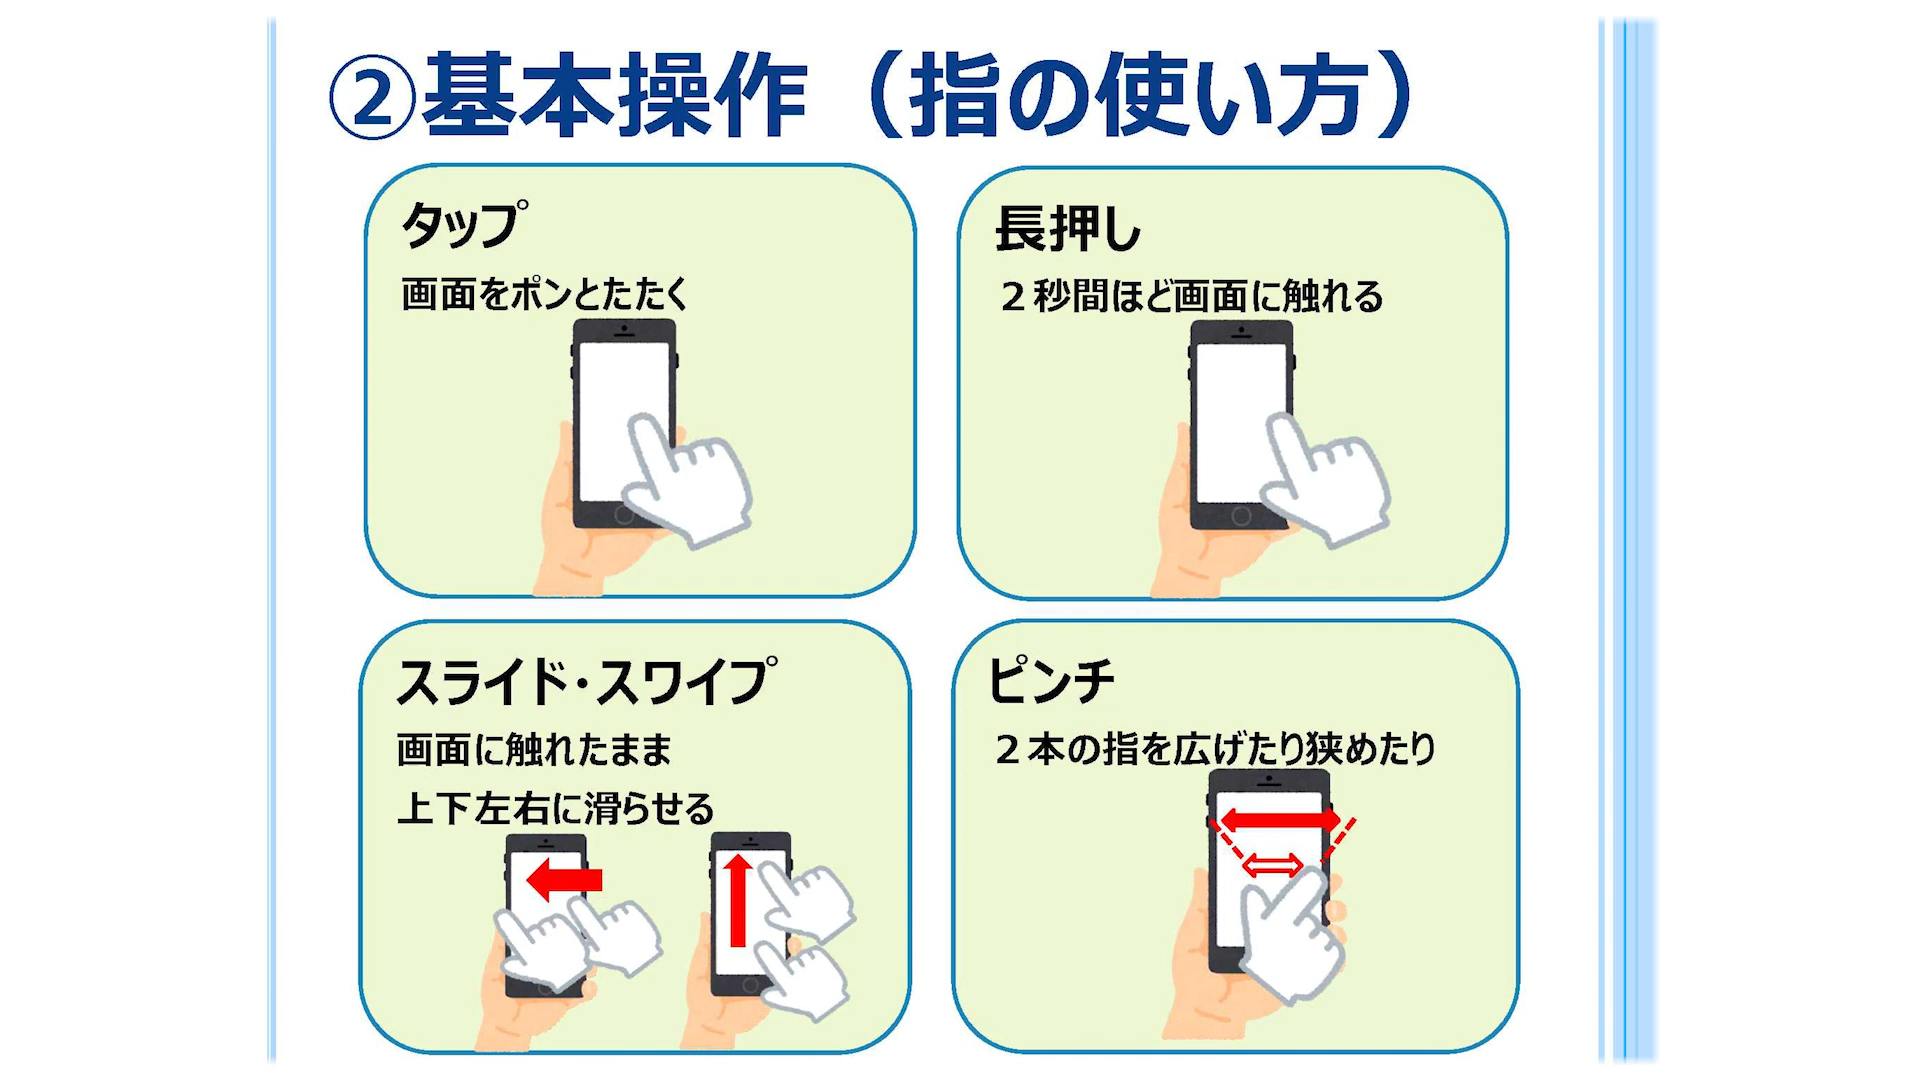 ②基本操作（指の使い方）
タップ
画面をポンとたたく
長押し
２秒間ほど画面に触れる
スライド・スワイプ
画面に触れたまま
上下左右に滑らせる
ピンチ
２本の指を広げたり狭めたり